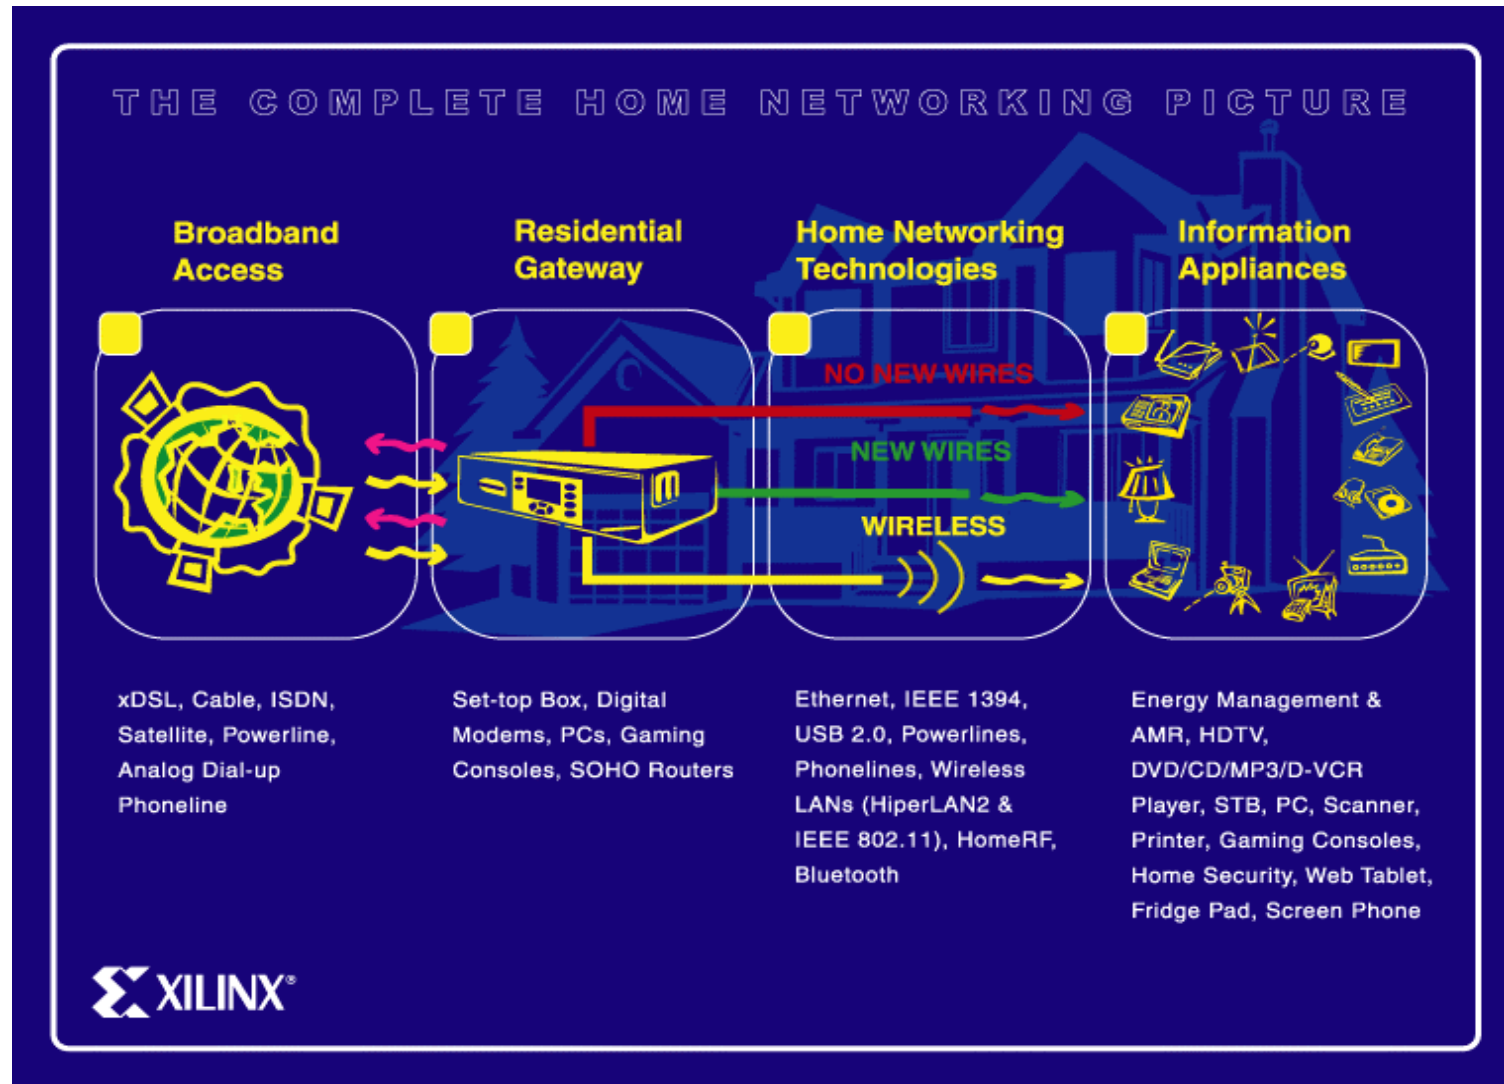 THE COMPLETE HOME NETWORKING PICTURE
Broadband
Access
Residential
Gateway
Home Networking
Technologies
Information
Appliances
NO NEW WIRES
NEW WIRES
WIRELESS
xDSL, Cable, ISDN,
Satellite, Powerline,
Analog Dial-up
Phoneline
Set-top Box, Digital
Modems, PCs, Gaming
Consoles, SOHO Routers
Ethernet, IEEE 1394,
USB 2.0, Powerlines,
Phonelines, Wireless
LANs (HiperLAN2 &
IEEE 802.11), HomeRF,
Bluetooth
Energy Management &
AMR, HDTV,
DVD/CD/MP3/D-VCR
Player, STB, PC, Scanner,
Printer, Gaming Consoles,
Home Security, Web Tablet,
Fridge Pad, Screen Phone
XILINX®